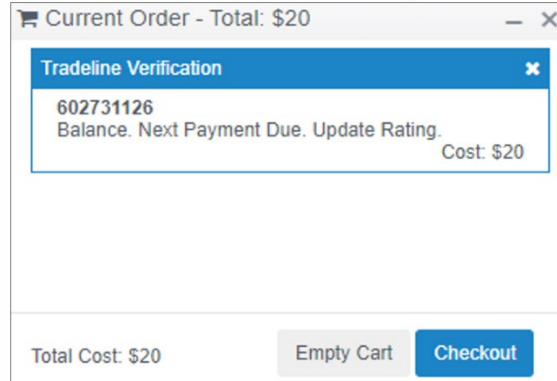 Current Order - Total: $20
Tradeline Verification
602731126
Balance. Next Payment Due. Update Rating.
Cost: $20
Total Cost: $20
Empty Cart
Checkout